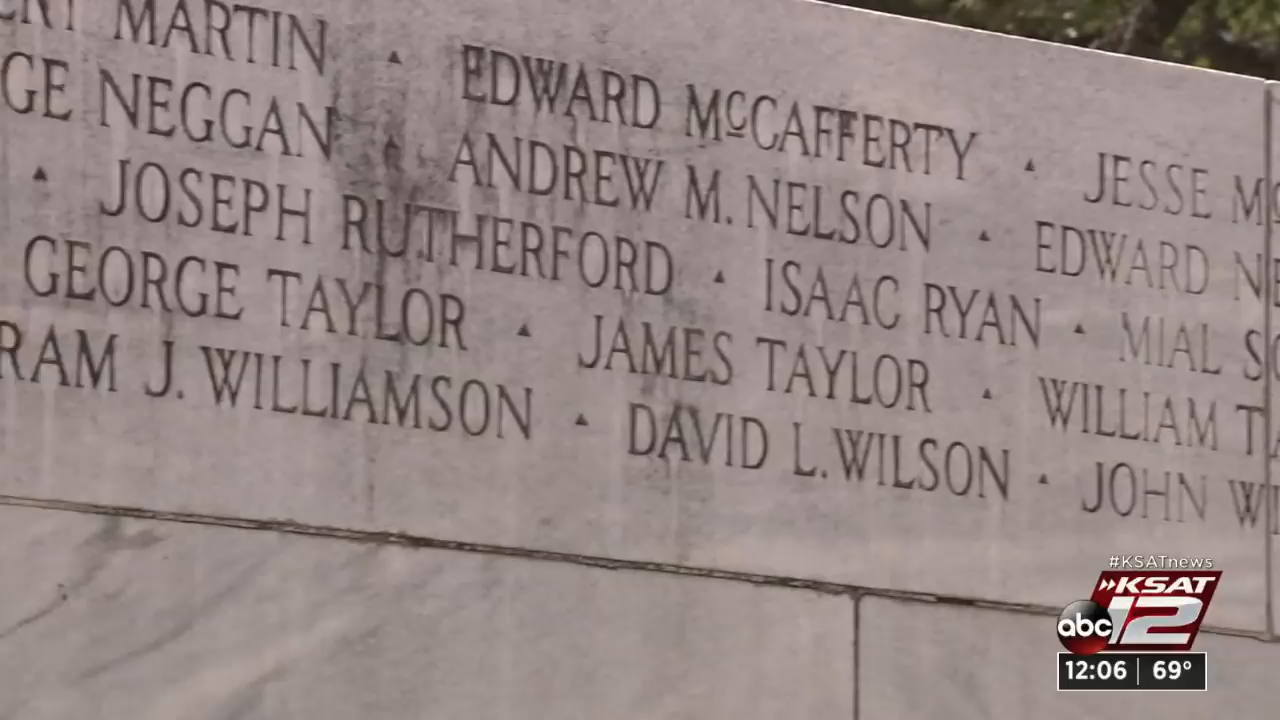 MARTIN ▴ EDWARD McCAFFERTY ▴ JESSE
NEGGAN ▴ ANDREW M. NELSON ▴ EDWARD
▴ JOSEPH RUTHERFORD ▴ ISAAC RYAN ▴ MIAL
GEORGE TAYLOR ▴ JAMES TAYLOR ▴ WILLIAM
J. WILLIAMSON ▴ DAVID L. WILSON ▴ JOHN
#KSATnews
KSAT
abc 12
12:06 69°